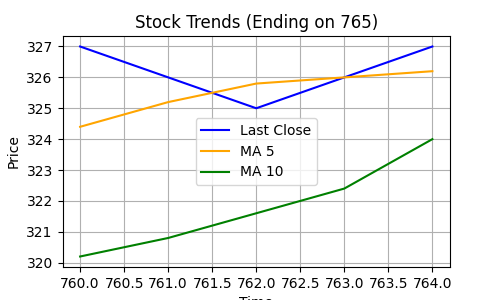 Stock Trends (Ending on 765)
327
326
325
324
323
322
321
320
Price
Last Close
MA 5
MA 10
760.0 760.5 761.0 761.5 762.0 762.5 763.0 763.5 764.0
Time